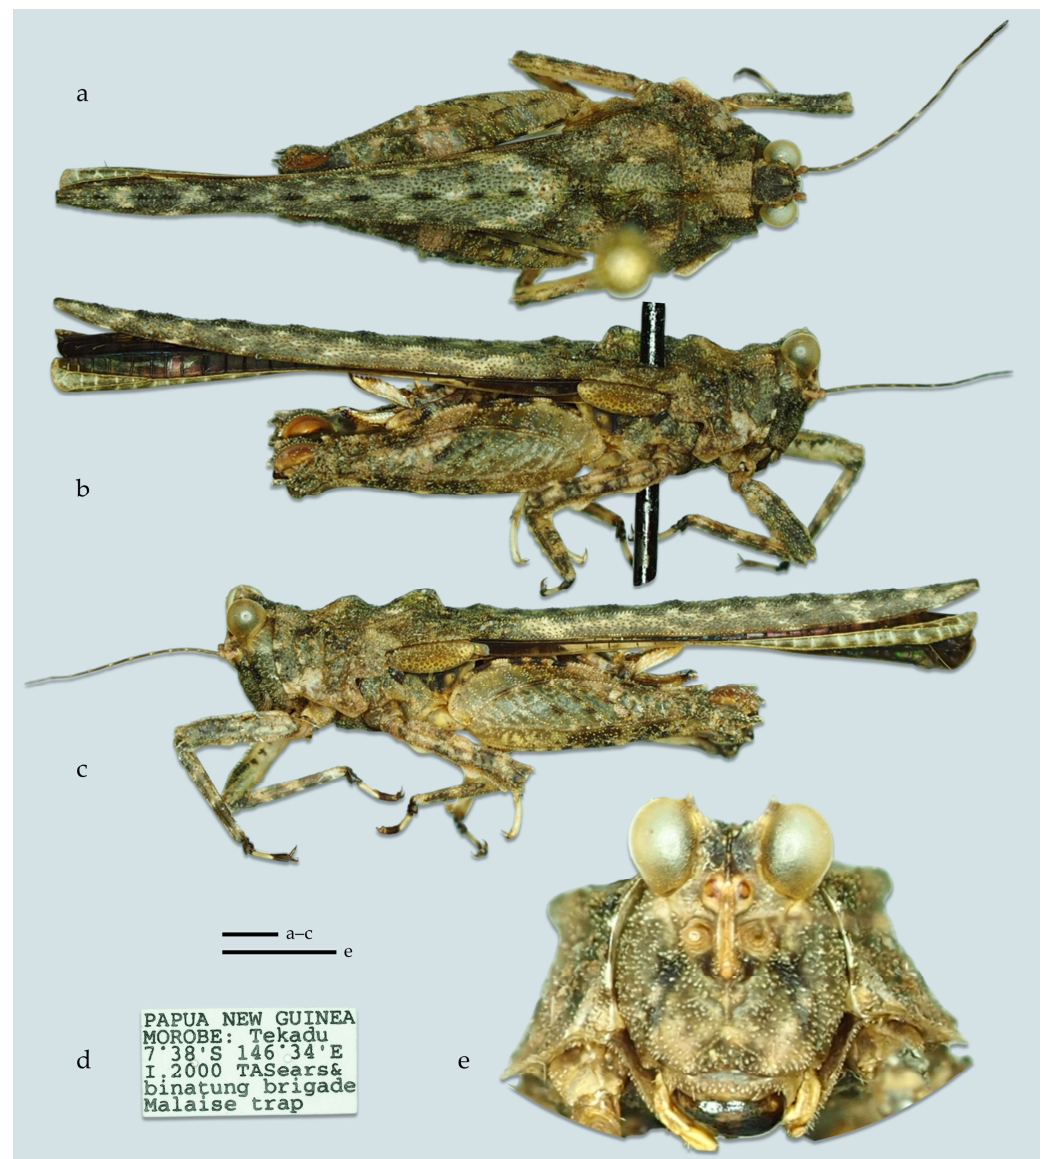 a
b
c
a–c
e
PAPUA NEW GUINEA
MOROBE: Tekadu
7°38'S 146°34'E
I.2000 TASears&
binatung brigade
Malaise trap
d
e